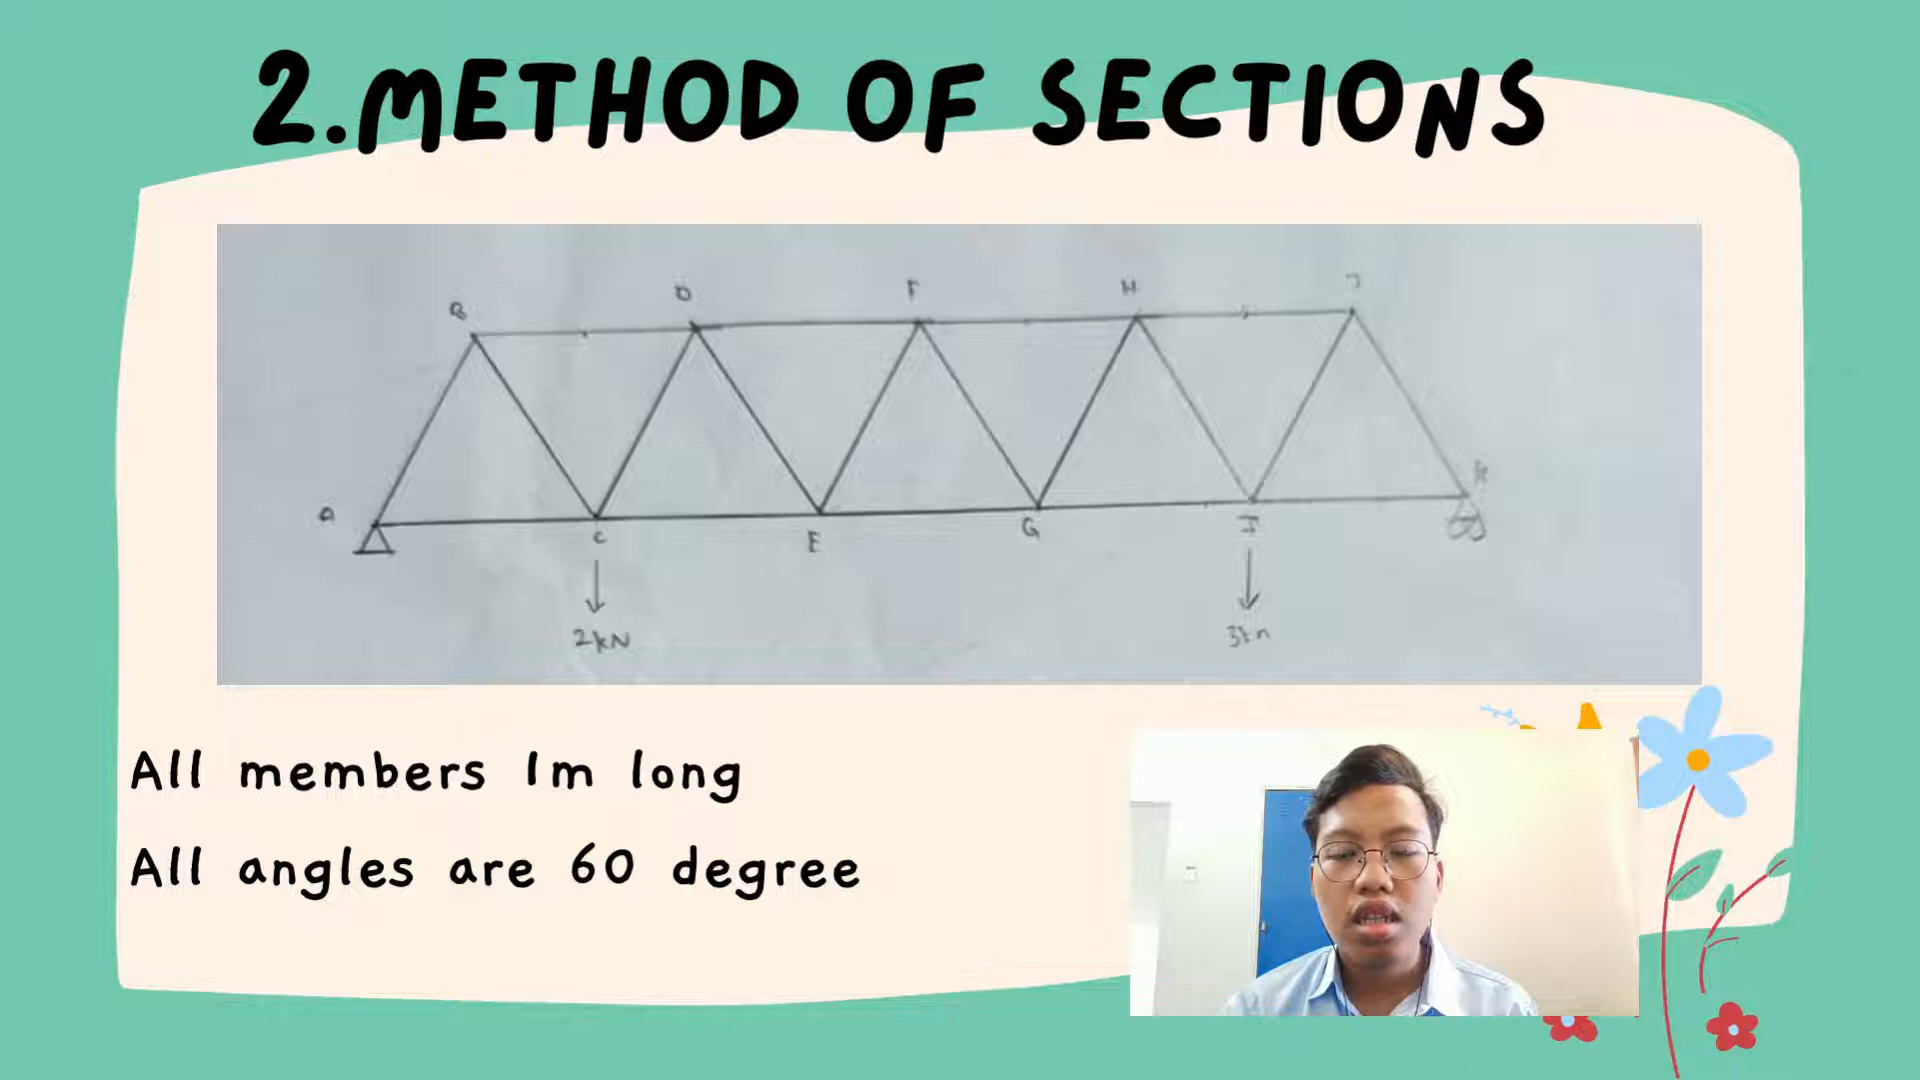 2.METHOD OF SECTIONS
B D F H J
A K
C E G I
2kN 3kn
All members 1m long
All angles are 60 degree